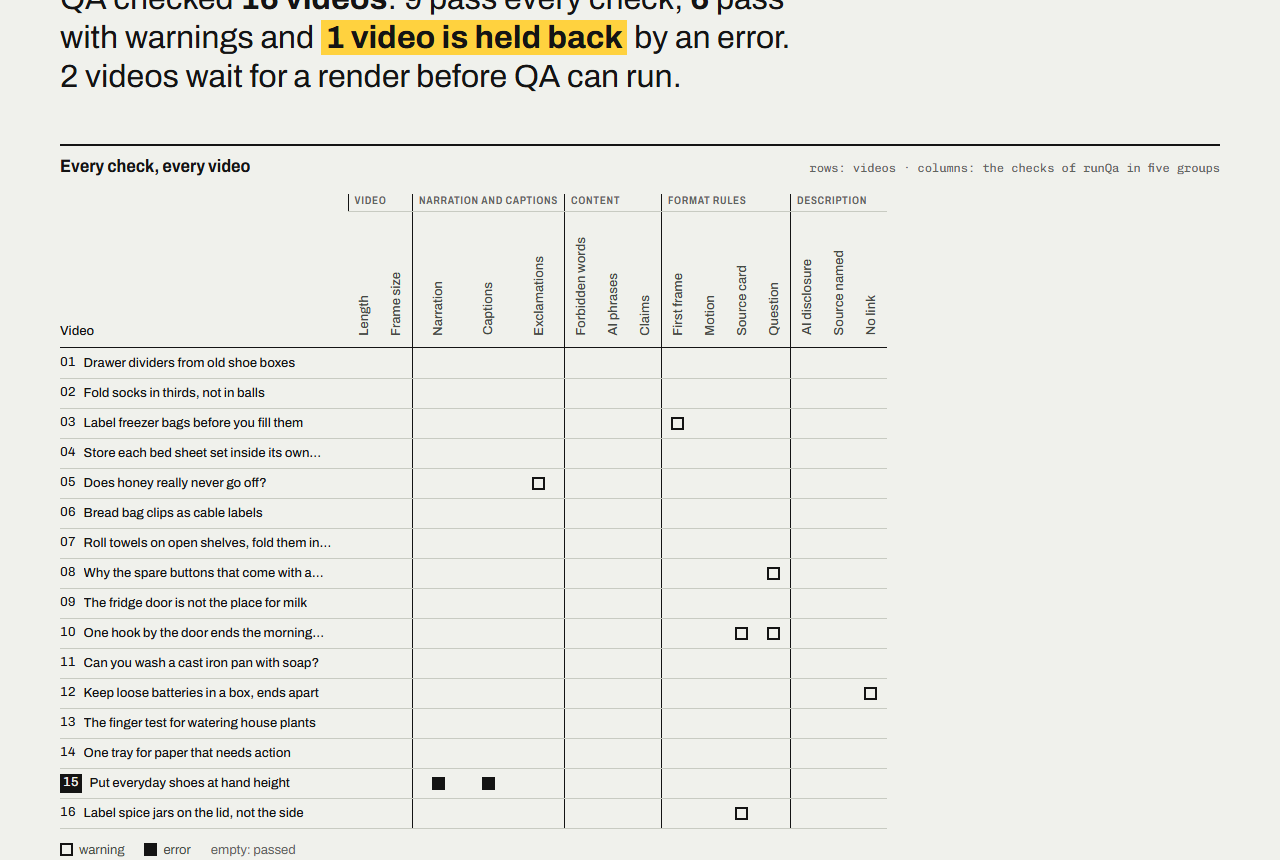 QA checked 16 videos: 9 pass every check, 6 pass
with warnings and 1 video is held back by an error.
2 videos wait for a render before QA can run.
Every check, every video
rows: videos · columns: the checks of runQa in five groups
VIDEO NARRATION AND CAPTIONS CONTENT FORMAT RULES DESCRIPTION
Video Length Frame size Narration Captions Exclamations Forbidden words AI phrases Claims First frame Motion Source card Question AI disclosure Source named No link
01 Drawer dividers from old shoe boxes
02 Fold socks in thirds, not in balls
03 Label freezer bags before you fill them
04 Store each bed sheet set inside its own...
05 Does honey really never go off?
06 Bread bag clips as cable labels
07 Roll towels on open shelves, fold them in...
08 Why the spare buttons that come with a...
09 The fridge door is not the place for milk
10 One hook by the door ends the morning...
11 Can you wash a cast iron pan with soap?
12 Keep loose batteries in a box, ends apart
13 The finger test for watering house plants
14 One tray for paper that needs action
15 Put everyday shoes at hand height
16 Label spice jars on the lid, not the side
warning error empty: passed